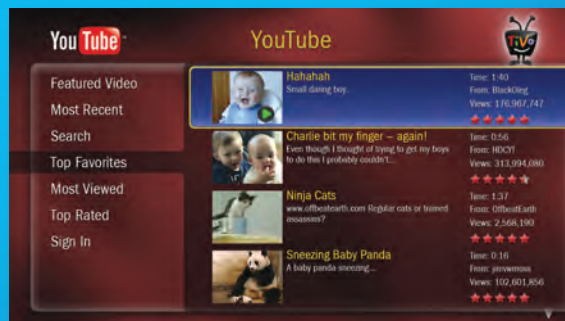 YouTube
YouTube
TiVo
Featured Video
Most Recent
Search
Top Favorites
Most Viewed
Top Rated
Sign In
Hahahah
Small daring boy..
Time: 1:40
From: BlackOleg
Views: 176,967,747
Charlie bit my finger – again!
Even though I thought of trying to get my boys
to do this I probably couldn't...
Time: 0:56
From: HDCYT
Views: 313,994,080
Ninja Cats
www.offbeatearth.com Regular cats or trained
assassins?
Time: 1:37
From: OffbeatEarth
Views: 2,568,190
Sneezing Baby Panda
A baby panda sneezing...
Time: 0:16
From: jimvwmoss
Views: 102,601,856